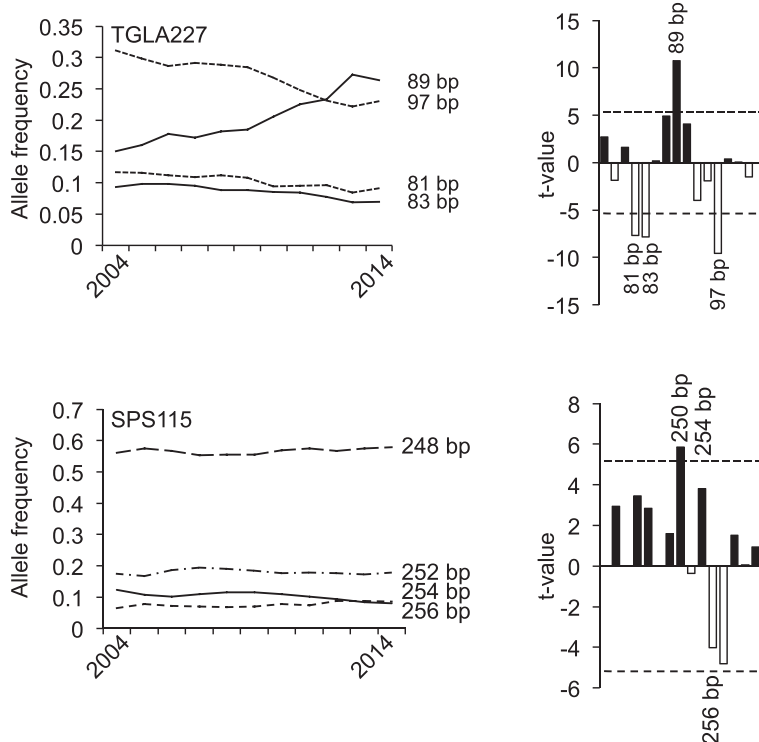 TGLA227
Allele frequency
0.35
0.3
0.25
0.2
0.15
0.1
0.05
0
2004
2014
89 bp
97 bp
81 bp
83 bp
t-value
15
10
5
0
-5
-10
-15
89 bp
81 bp
83 bp
97 bp
SPS115
Allele frequency
0.7
0.6
0.5
0.4
0.3
0.2
0.1
0
2004
2014
248 bp
252 bp
254 bp
256 bp
t-value
8
6
4
2
0
-2
-4
-6
250 bp
254 bp
256 bp